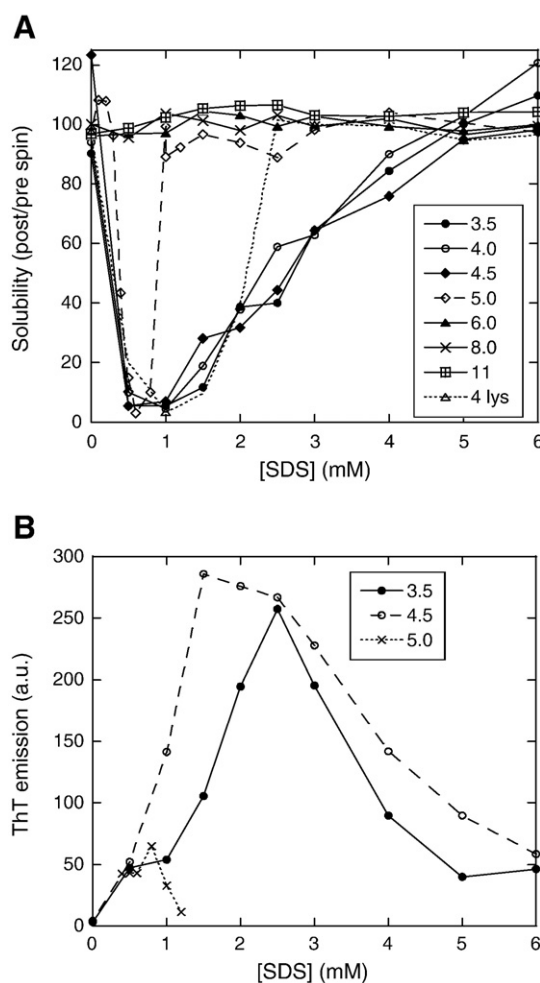 A
Solubility (post/pre spin)
120
100
80
60
40
20
0
3.5
4.0
4.5
5.0
6.0
8.0
11
4 lys
0 1 2 3 4 5 6
[SDS] (mM)
B
ThT emission (a.u.)
300
250
200
150
100
50
0
3.5
4.5
5.0
0 1 2 3 4 5 6
[SDS] (mM)